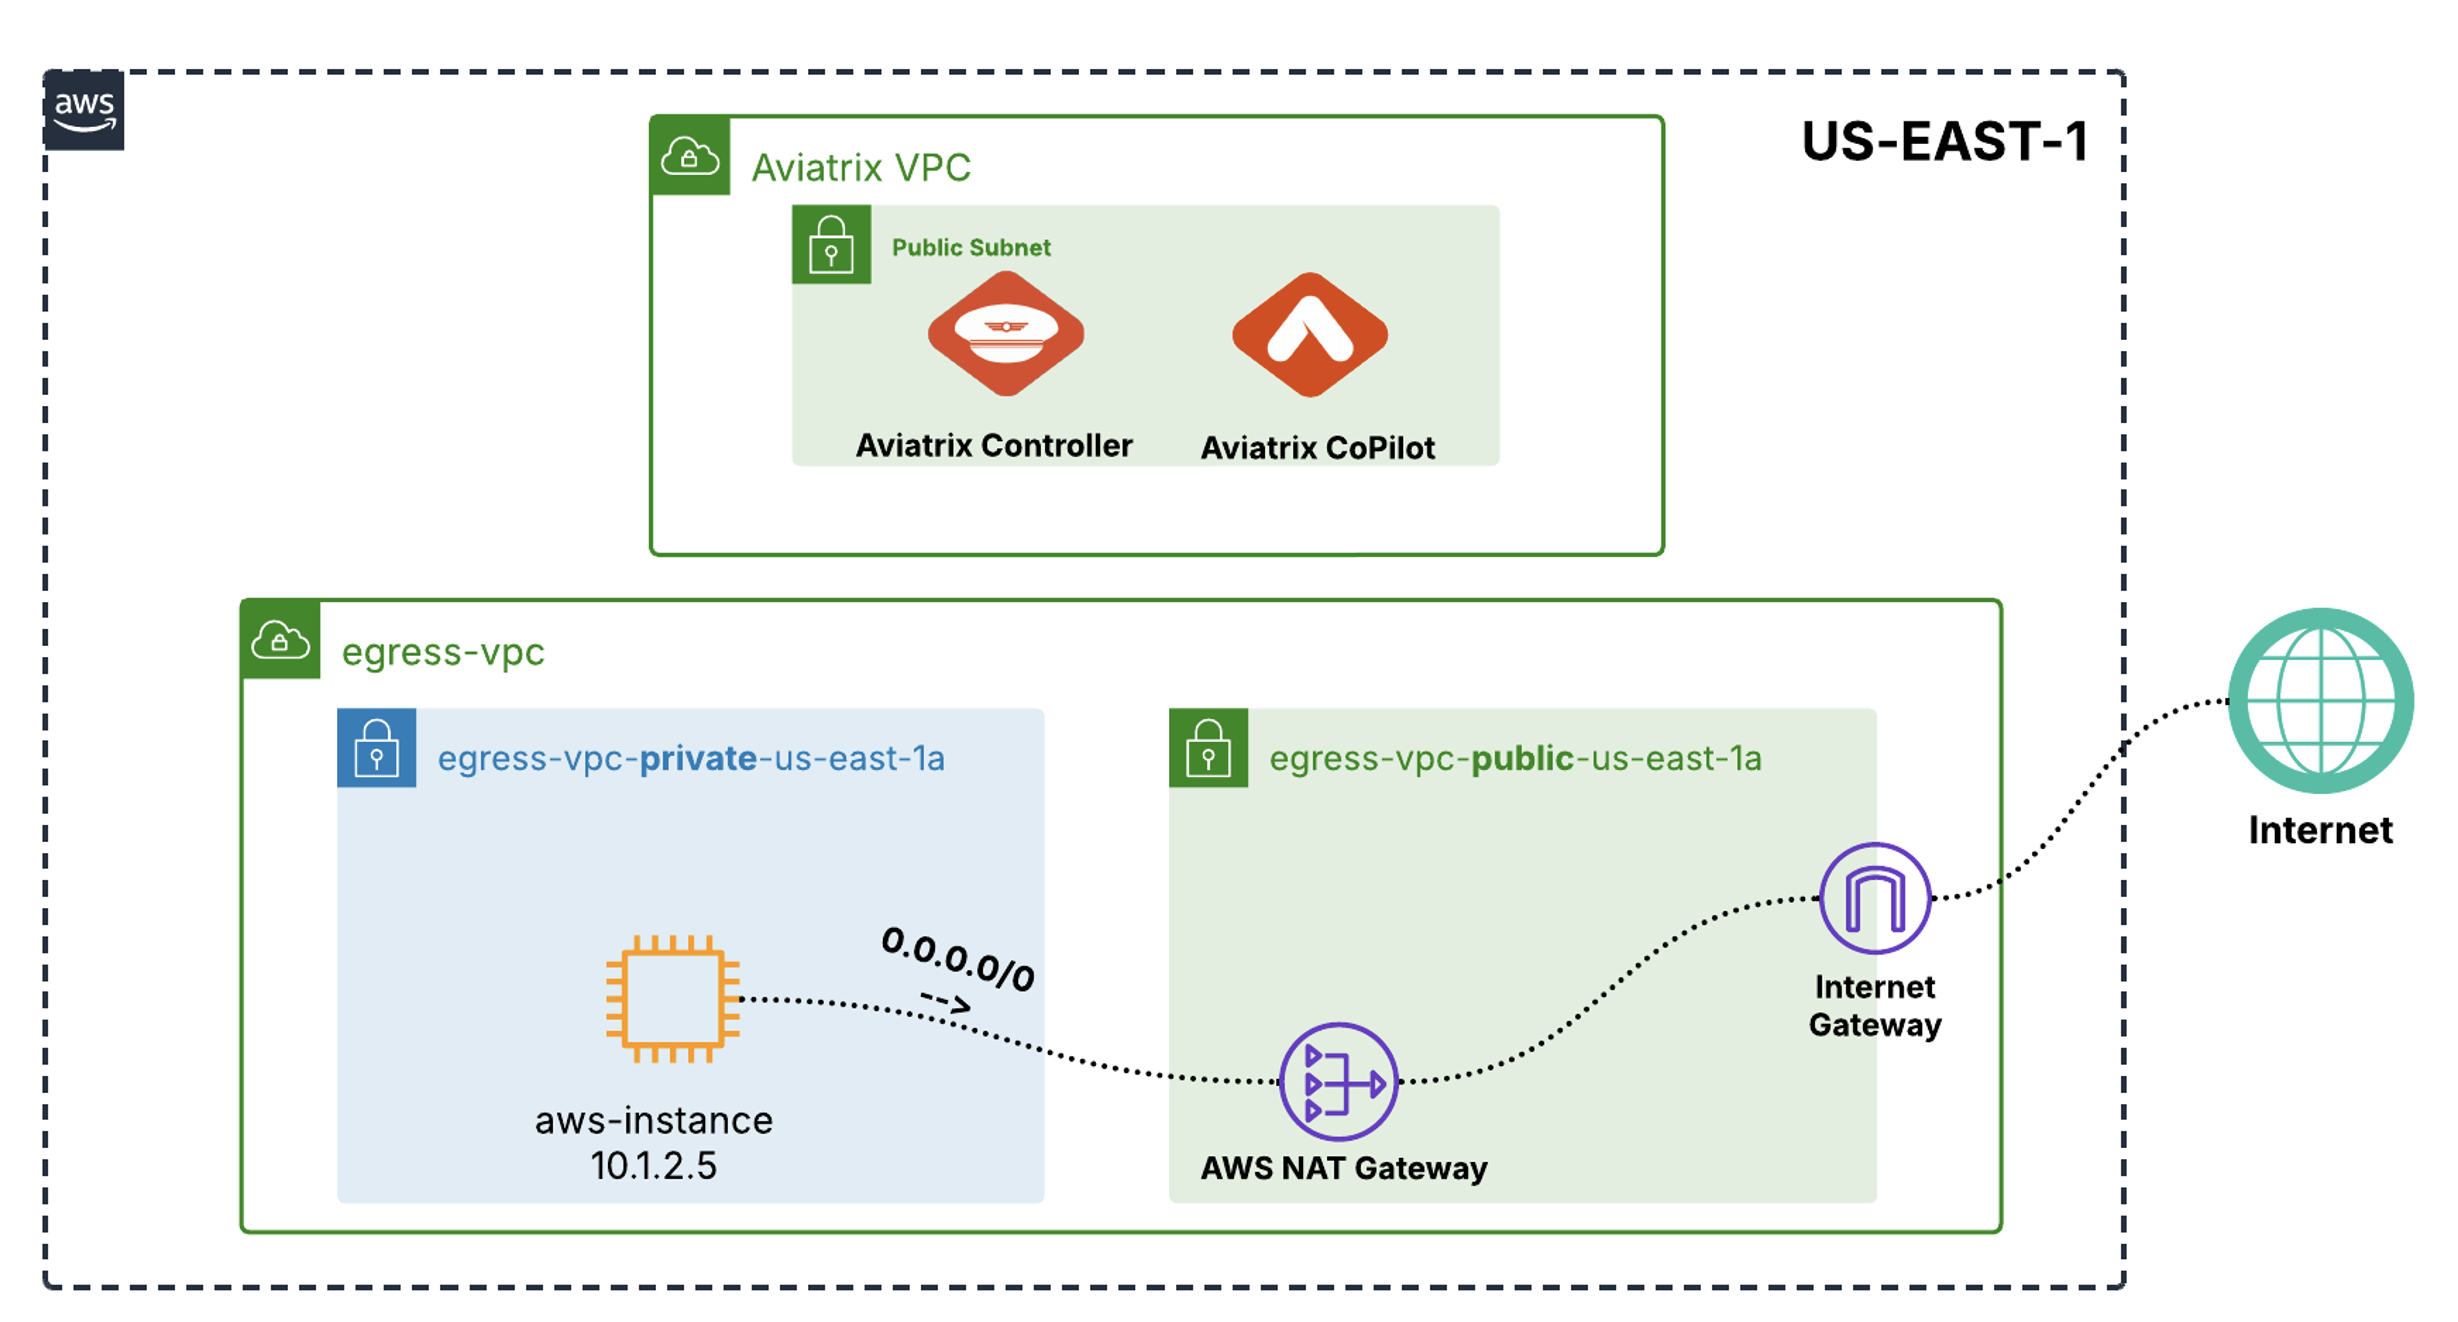 aws
US-EAST-1
Aviatrix VPC
Public Subnet
Aviatrix Controller
Aviatrix CoPilot
egress-vpc
egress-vpc-private-us-east-1a
egress-vpc-public-us-east-1a
0.0.0.0/0
-->
aws-instance
10.1.2.5
AWS NAT Gateway
Internet
Gateway
Internet